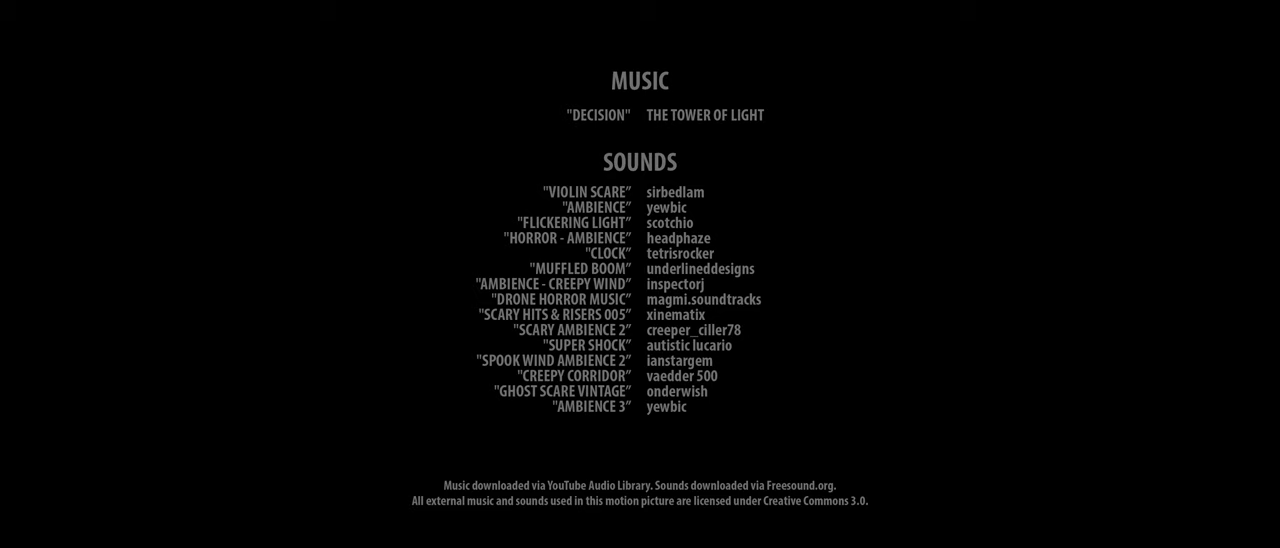 MUSIC
"DECISION" THE TOWER OF LIGHT
SOUNDS
"VIOLIN SCARE” sirbedlam
"AMBIENCE” yewbic
"FLICKERING LIGHT” scotchio
"HORROR - AMBIENCE” headphaze
"CLOCK” tetrisrocker
"MUFFLED BOOM” underlineddesigns
"AMBIENCE - CREEPY WIND” inspectorj
"DRONE HORROR MUSIC” magmi.soundtracks
"SCARY HITS & RISERS 005” xinematix
"SCARY AMBIENCE 2” creeper_ciller78
"SUPER SHOCK” autistic lucario
"SPOOK WIND AMBIENCE 2” ianstargem
"CREEPY CORRIDOR” vaedder 500
"GHOST SCARE VINTAGE” onderwish
"AMBIENCE 3” yewbic
Music downloaded via YouTube Audio Library. Sounds downloaded via Freesound.org.
All external music and sounds used in this motion picture are licensed under Creative Commons 3.0.